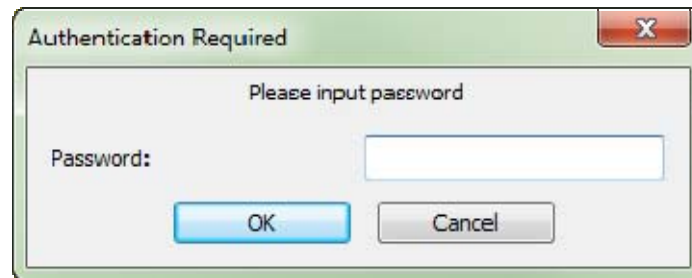 Authentication Required
Please input password
Password:
OK
Cancel